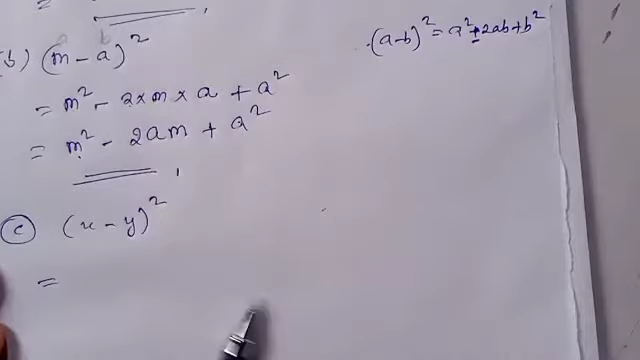 (b) (m - a)²
(a-b)² = a² - 2ab + b²
= m² - 2×m×a + a²
= m² - 2am + a²
(c) (x - y)²
=